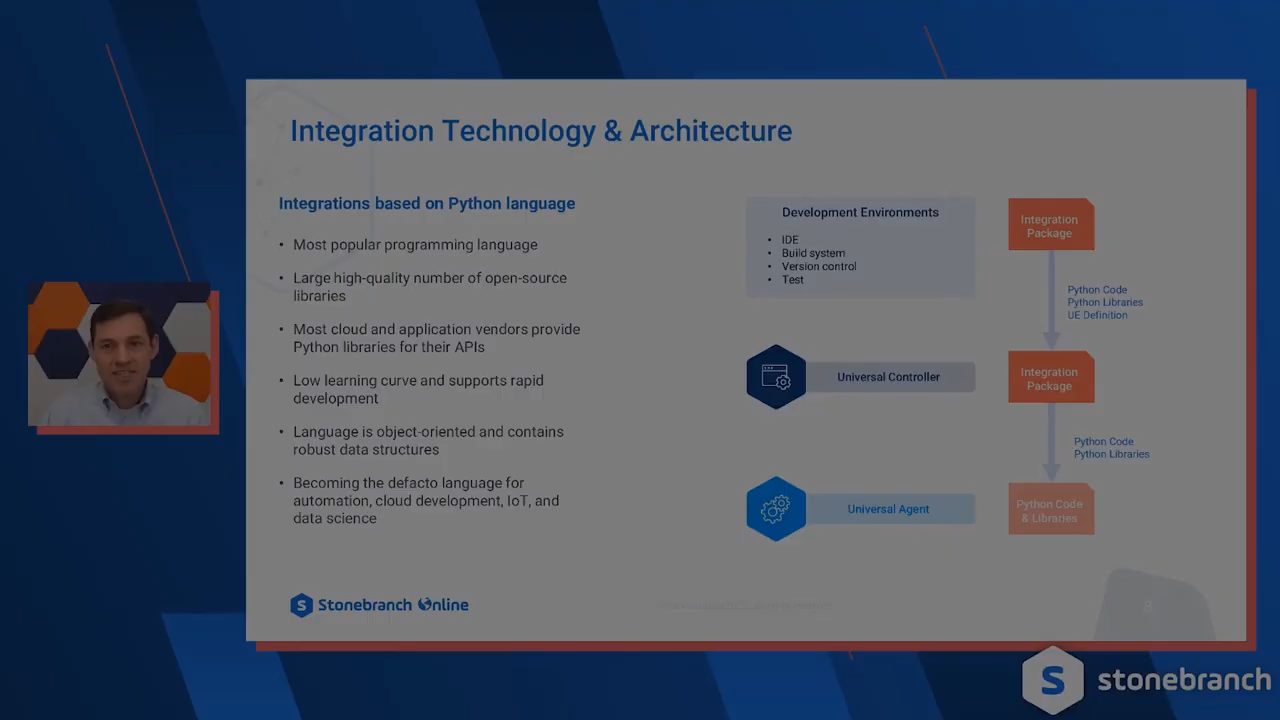 Integration Technology & Architecture
Integrations based on Python language
• Most popular programming language
• Large high-quality number of open-source
libraries
• Most cloud and application vendors provide
Python libraries for their APIs
• Low learning curve and supports rapid
development
• Language is object-oriented and contains
robust data structures
• Becoming the defacto language for
automation, cloud development, IoT, and
data science
Development Environments
• IDE
• Build system
• Version control
• Test
Integration
Package
Python Code
Python Libraries
UE Definition
Universal Controller
Integration
Package
Python Code
Python Libraries
Universal Agent
Python Code
& Libraries
S Stonebranch Online
8
S stonebranch